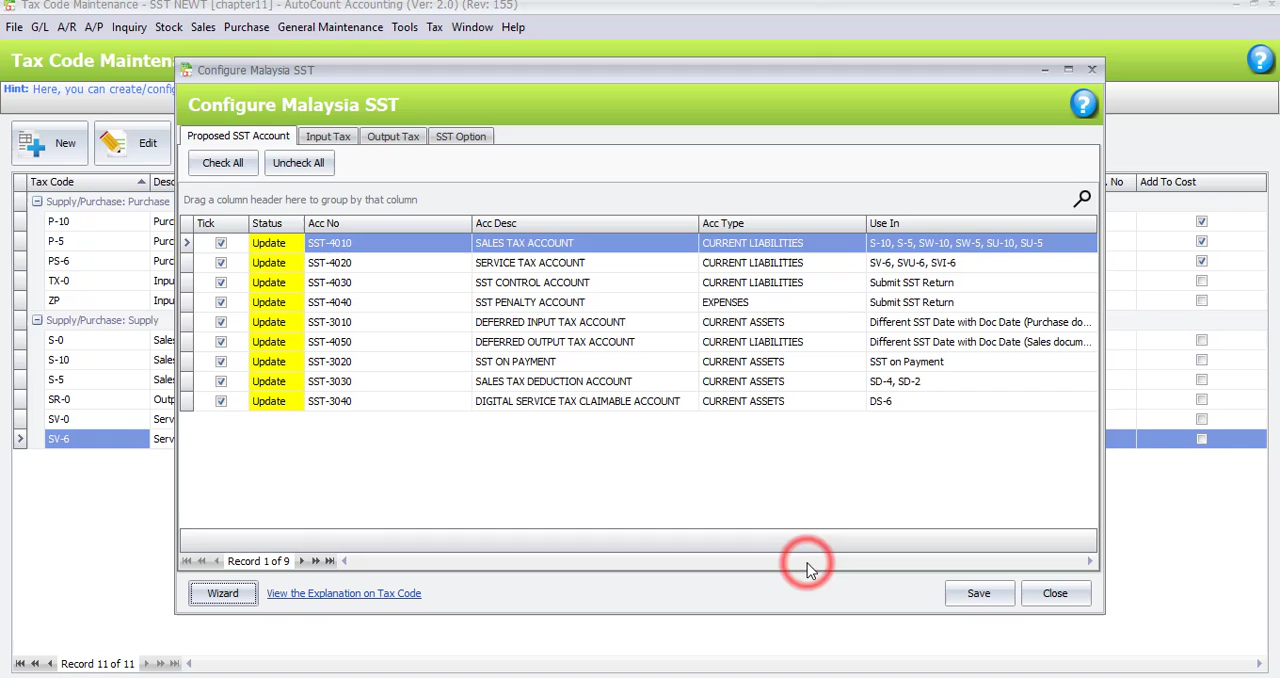 Tax Code Maintenance - SST NEWT [chapter11] - AutoCount Accounting (Ver: 2.0) (Rev: 155)
File G/L A/R A/P Inquiry Stock Sales Purchase General Maintenance Tools Tax Window Help
Tax Code Mainten
Hint: Here, you can create/config
New Edit
Tax Code Desc
Supply/Purchase: Purchase
P-10 Purc
P-5 Purc
PS-6 Purc
TX-0 Inpu
ZP Inpu
Supply/Purchase: Supply
S-0 Sales
S-10 Sales
S-5 Sales
SR-0 Outp
SV-0 Serv
SV-6 Serv
Record 11 of 11
. No Add To Cost
Configure Malaysia SST
Configure Malaysia SST
Proposed SST Account Input Tax Output Tax SST Option
Check All Uncheck All
Drag a column header here to group by that column
Tick Status Acc No Acc Desc Acc Type Use In
Update SST-4010 SALES TAX ACCOUNT CURRENT LIABILITIES S-10, S-5, SW-10, SW-5, SU-10, SU-5
Update SST-4020 SERVICE TAX ACCOUNT CURRENT LIABILITIES SV-6, SVU-6, SVI-6
Update SST-4030 SST CONTROL ACCOUNT CURRENT LIABILITIES Submit SST Return
Update SST-4040 SST PENALTY ACCOUNT EXPENSES Submit SST Return
Update SST-3010 DEFERRED INPUT TAX ACCOUNT CURRENT ASSETS Different SST Date with Doc Date (Purchase do...
Update SST-4050 DEFERRED OUTPUT TAX ACCOUNT CURRENT LIABILITIES Different SST Date with Doc Date (Sales docum...
Update SST-3020 SST ON PAYMENT CURRENT ASSETS SST on Payment
Update SST-3030 SALES TAX DEDUCTION ACCOUNT CURRENT ASSETS SD-4, SD-2
Update SST-3040 DIGITAL SERVICE TAX CLAIMABLE ACCOUNT CURRENT ASSETS DS-6
Record 1 of 9
Wizard View the Explanation on Tax Code Save Close